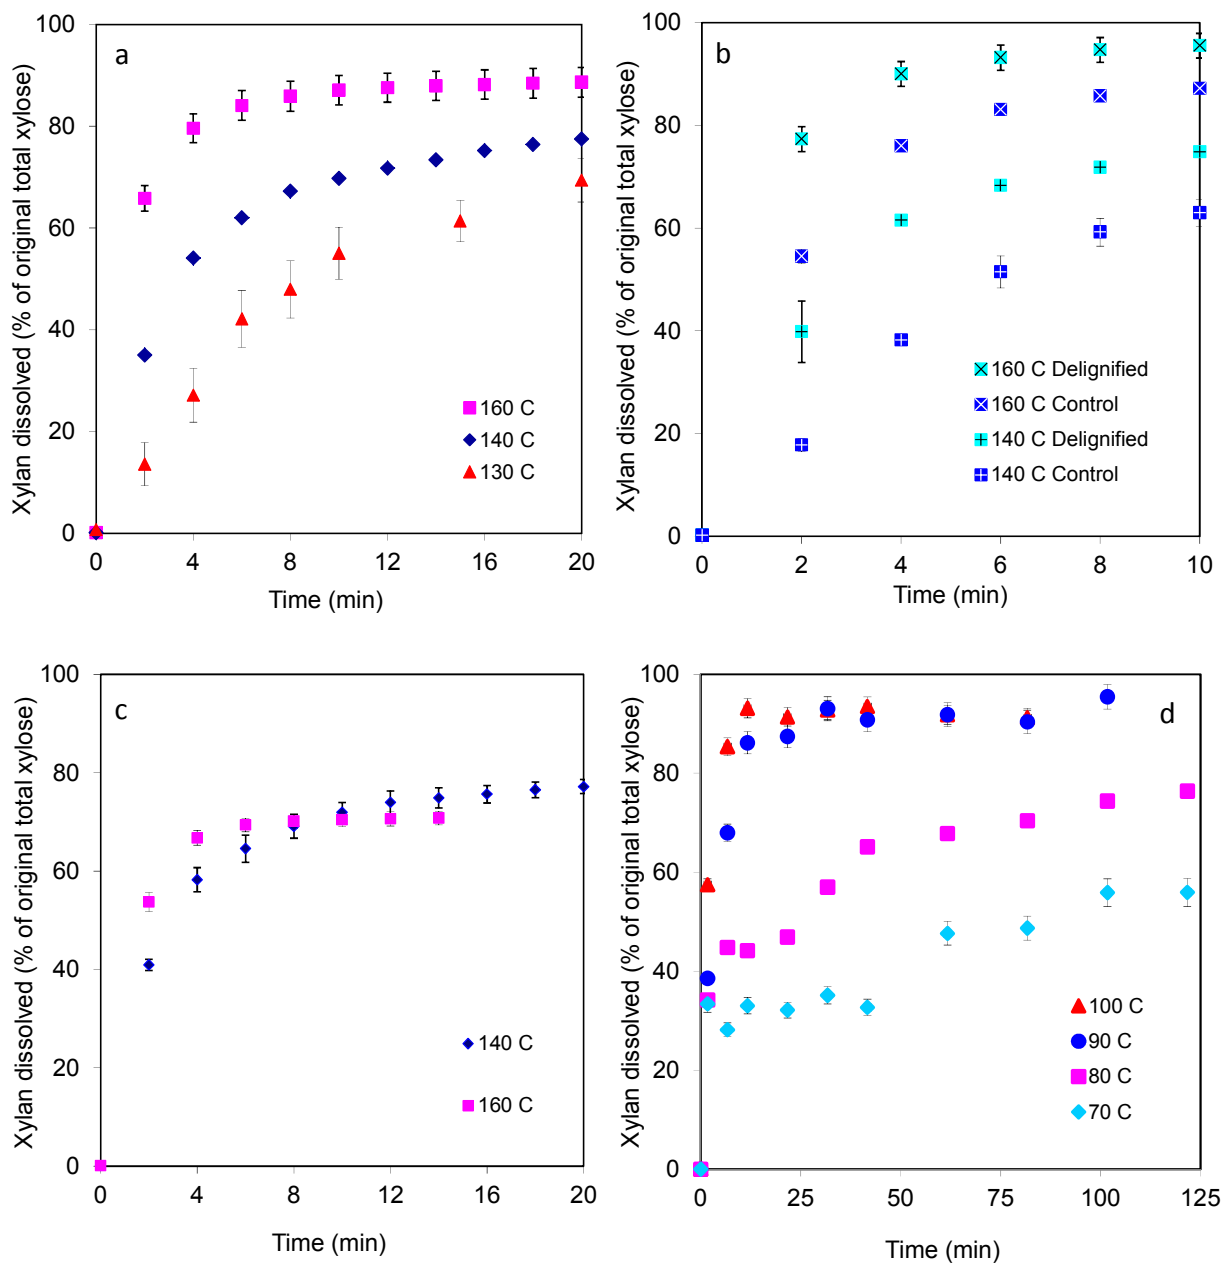 Xylan dissolved (% of original total xylose)
100
80
60
40
20
0
a
160 C
140 C
130 C
0 4 8 12 16 20
Time (min)
Xylan dissolved (% of original total xylose)
100
80
60
40
20
0
b
160 C Delignified
160 C Control
140 C Delignified
140 C Control
0 2 4 6 8 10
Time (min)
Xylan dissolved (% of original total xylose)
100
80
60
40
20
0
c
140 C
160 C
0 4 8 12 16 20
Time (min)
Xylan dissolved (% of original total xylose)
100
80
60
40
20
0
d
100 C
90 C
80 C
70 C
0 25 50 75 100 125
Time (min)